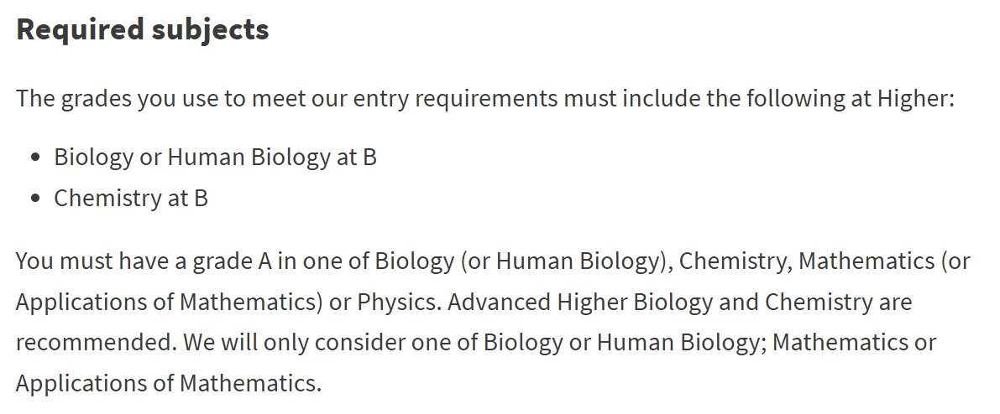 Required subjects
The grades you use to meet our entry requirements must include the following at Higher:
• Biology or Human Biology at B
• Chemistry at B
You must have a grade A in one of Biology (or Human Biology), Chemistry, Mathematics (or
Applications of Mathematics) or Physics. Advanced Higher Biology and Chemistry are
recommended. We will only consider one of Biology or Human Biology; Mathematics or
Applications of Mathematics.